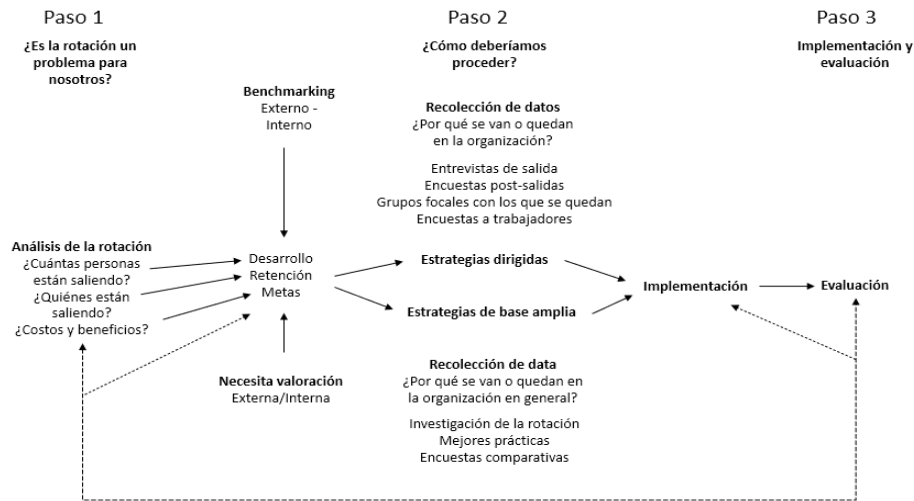 Paso 1
¿Es la rotación un
problema para
nosotros?
Paso 2
¿Cómo deberíamos
proceder?
Paso 3
Implementación y
evaluación
Benchmarking
Externo -
Interno
Recolección de datos
¿Por qué se van o quedan
en la organización?
Entrevistas de salida
Encuestas post-salidas
Grupos focales con los que se quedan
Encuestas a trabajadores
Análisis de la rotación
¿Cuántas personas
están saliendo?
¿Quiénes están
saliendo?
¿Costos y beneficios?
Desarrollo
Retención
Metas
Estrategias dirigidas
Estrategias de base amplia
Implementación
Evaluación
Necesita valoración
Externa/Interna
Recolección de data
¿Por qué se van o quedan en
la organización en general?
Investigación de la rotación
Mejores prácticas
Encuestas comparativas